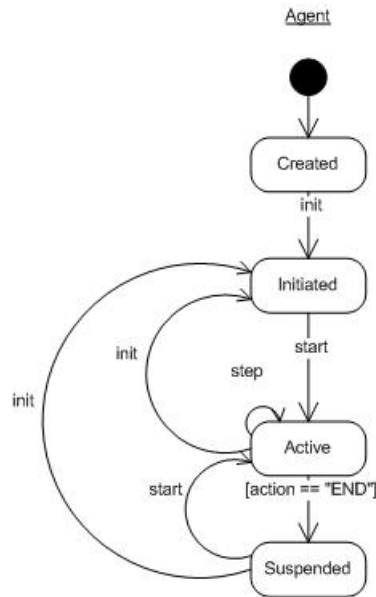 Agent
Created
init
Initiated
start
init
step
init
Active
start
[action == "END"]
Suspended